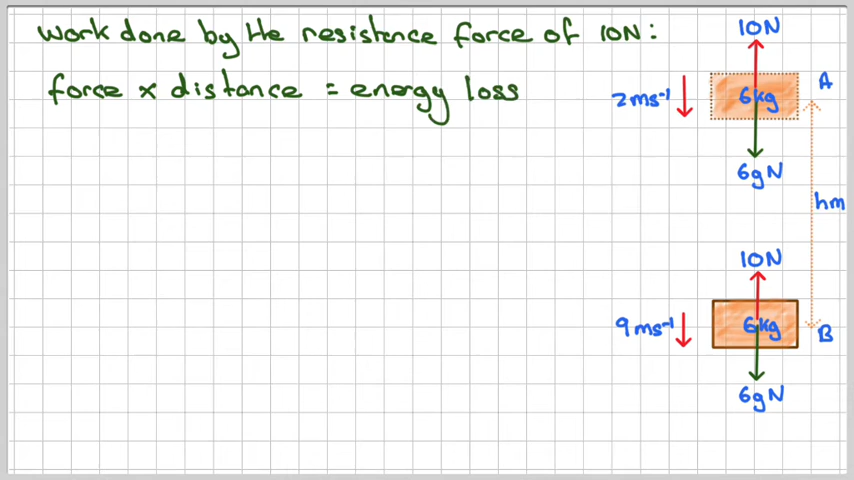 work done by the resistance force of 10N:
force × distance = energy loss
10N
A
2ms⁻¹
6kg
6gN
hm
10N
9ms⁻¹
6kg
B
6gN